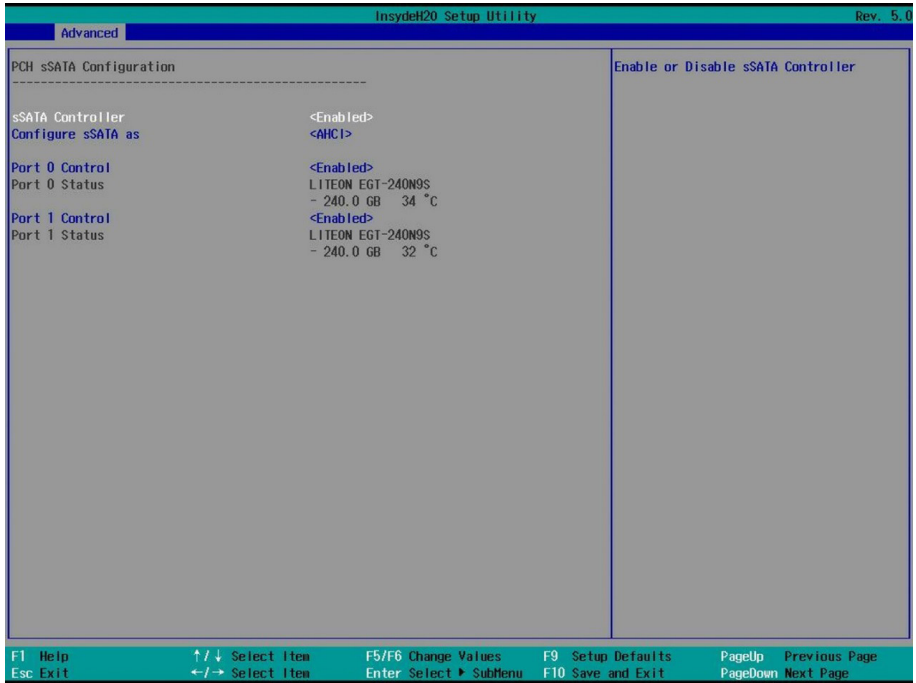 InsydeH2O Setup Utility Rev. 5.0
Advanced
PCH sSATA Configuration
Enable or Disable sSATA Controller
--------------------------------------------------
sSATA Controller <Enabled>
Configure sSATA as <AHCI>
Port 0 Control <Enabled>
Port 0 Status LITEON EGT-240N9S
- 240.0 GB 34 °C
Port 1 Control <Enabled>
Port 1 Status LITEON EGT-240N9S
- 240.0 GB 32 °C
F1 Help ↑/↓ Select Item F5/F6 Change Values F9 Setup Defaults PageUp Previous Page
Esc Exit ←/→ Select Item Enter Select ▶ SubMenu F10 Save and Exit PageDown Next Page